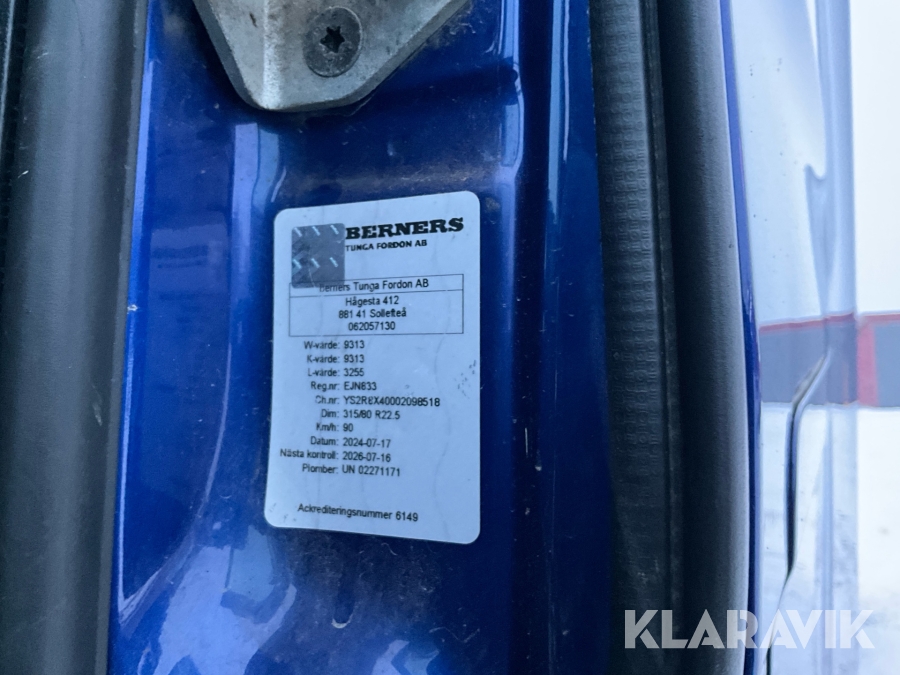 BERNERS
TUNGA FORDON AB
Berners Tunga Fordon AB
Hågesta 412
881 41 Sollefteå
062057130
W-värde: 9313
K-värde: 9313
L-värde: 3255
Reg.nr: EJN833
Ch.nr: YS2R8X40002098518
Dim: 315/80 R22.5
Km/h: 90
Datum: 2024-07-17
Nästa kontroll: 2026-07-16
Plomber: UN 02271171
Ackrediteringsnummer 6149
KLARAVIK